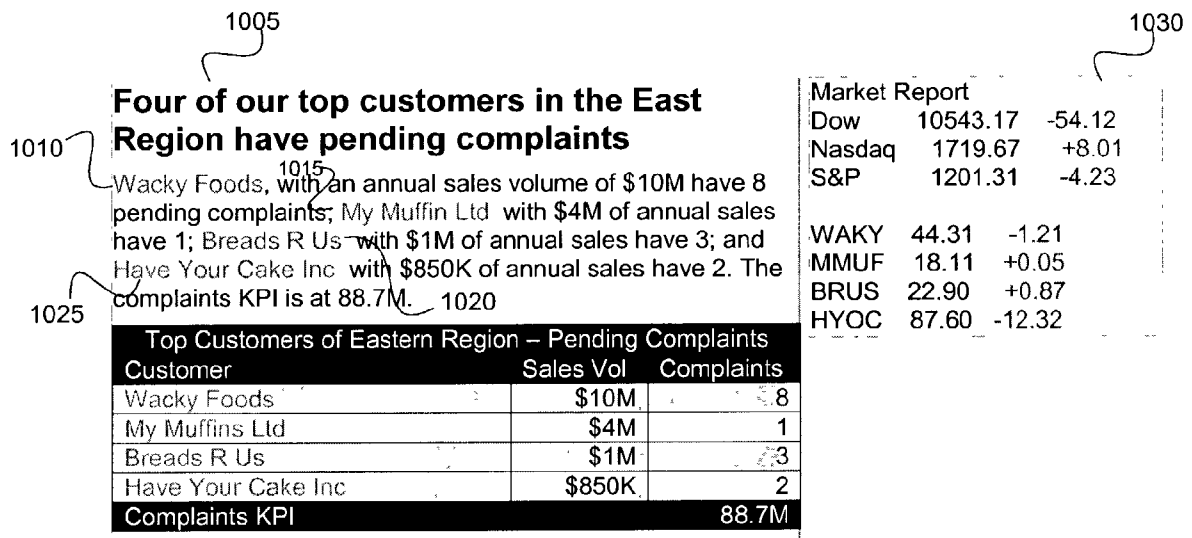 1005
1030
Four of our top customers in the East
Region have pending complaints
1010
1015
Wacky Foods, with an annual sales volume of $10M have 8
pending complaints; My Muffin Ltd with $4M of annual sales
have 1; Breads R Us with $1M of annual sales have 3; and
Have Your Cake Inc with $850K of annual sales have 2. The
complaints KPI is at 88.7M.
1020
1025
Top Customers of Eastern Region – Pending Complaints
Customer Sales Vol Complaints
Wacky Foods $10M 8
My Muffins Ltd $4M 1
Breads R Us $1M 3
Have Your Cake Inc $850K 2
Complaints KPI 88.7M
Market Report
Dow 10543.17 -54.12
Nasdaq 1719.67 +8.01
S&P 1201.31 -4.23
WAKY 44.31 -1.21
MMUF 18.11 +0.05
BRUS 22.90 +0.87
HYOC 87.60 -12.32